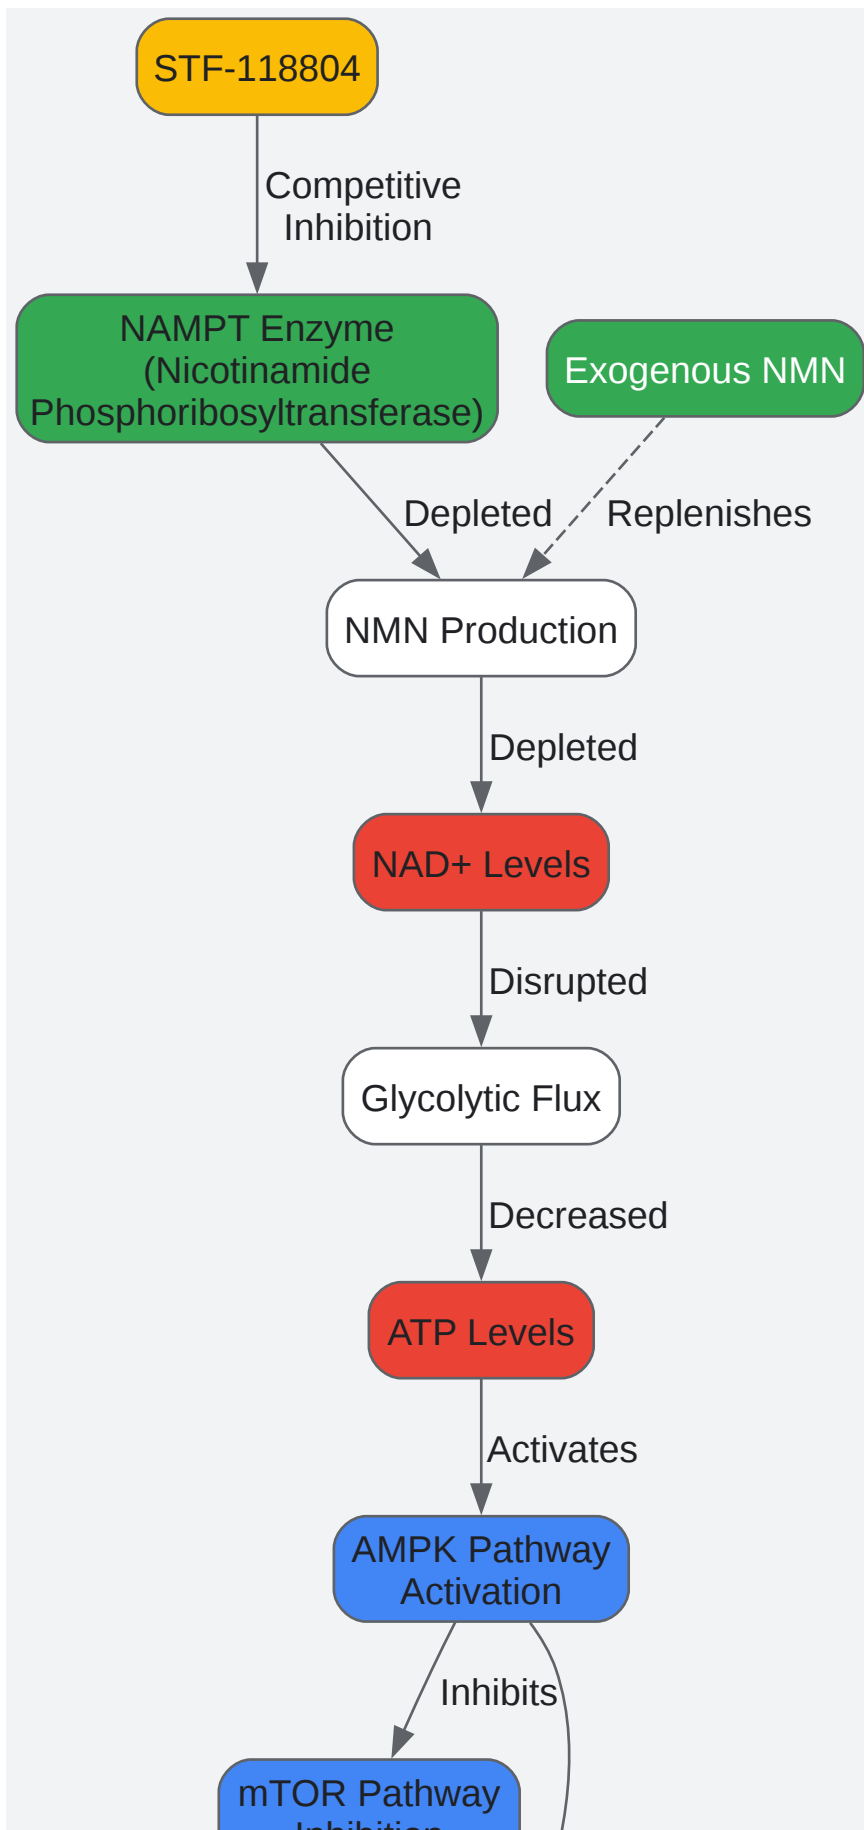 STF-118804
Competitive
Inhibition
NAMPT Enzyme
(Nicotinamide
Phosphoribosyltransferase)
Exogenous NMN
Depleted
Replenishes
NMN Production
Depleted
NAD+ Levels
Disrupted
Glycolytic Flux
Decreased
ATP Levels
Activates
AMPK Pathway
Activation
Inhibits
mTOR Pathway
Inhibition